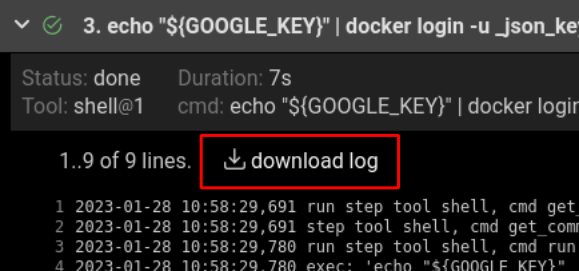 3. echo "${GOOGLE_KEY}" | docker login -u _json_key
Status: done Duration: 7s
Tool: shell@1 cmd: echo "${GOOGLE_KEY}" | docker login
1..9 of 9 lines. download log
1 2023-01-28 10:58:29,691 run step tool shell, cmd get_
2 2023-01-28 10:58:29,691 step tool shell, cmd get_com
3 2023-01-28 10:58:29,780 run step tool shell, cmd run
4 2023-01-28 10:58:29,780 exec: 'echo "${GOOGLE_KEY}"